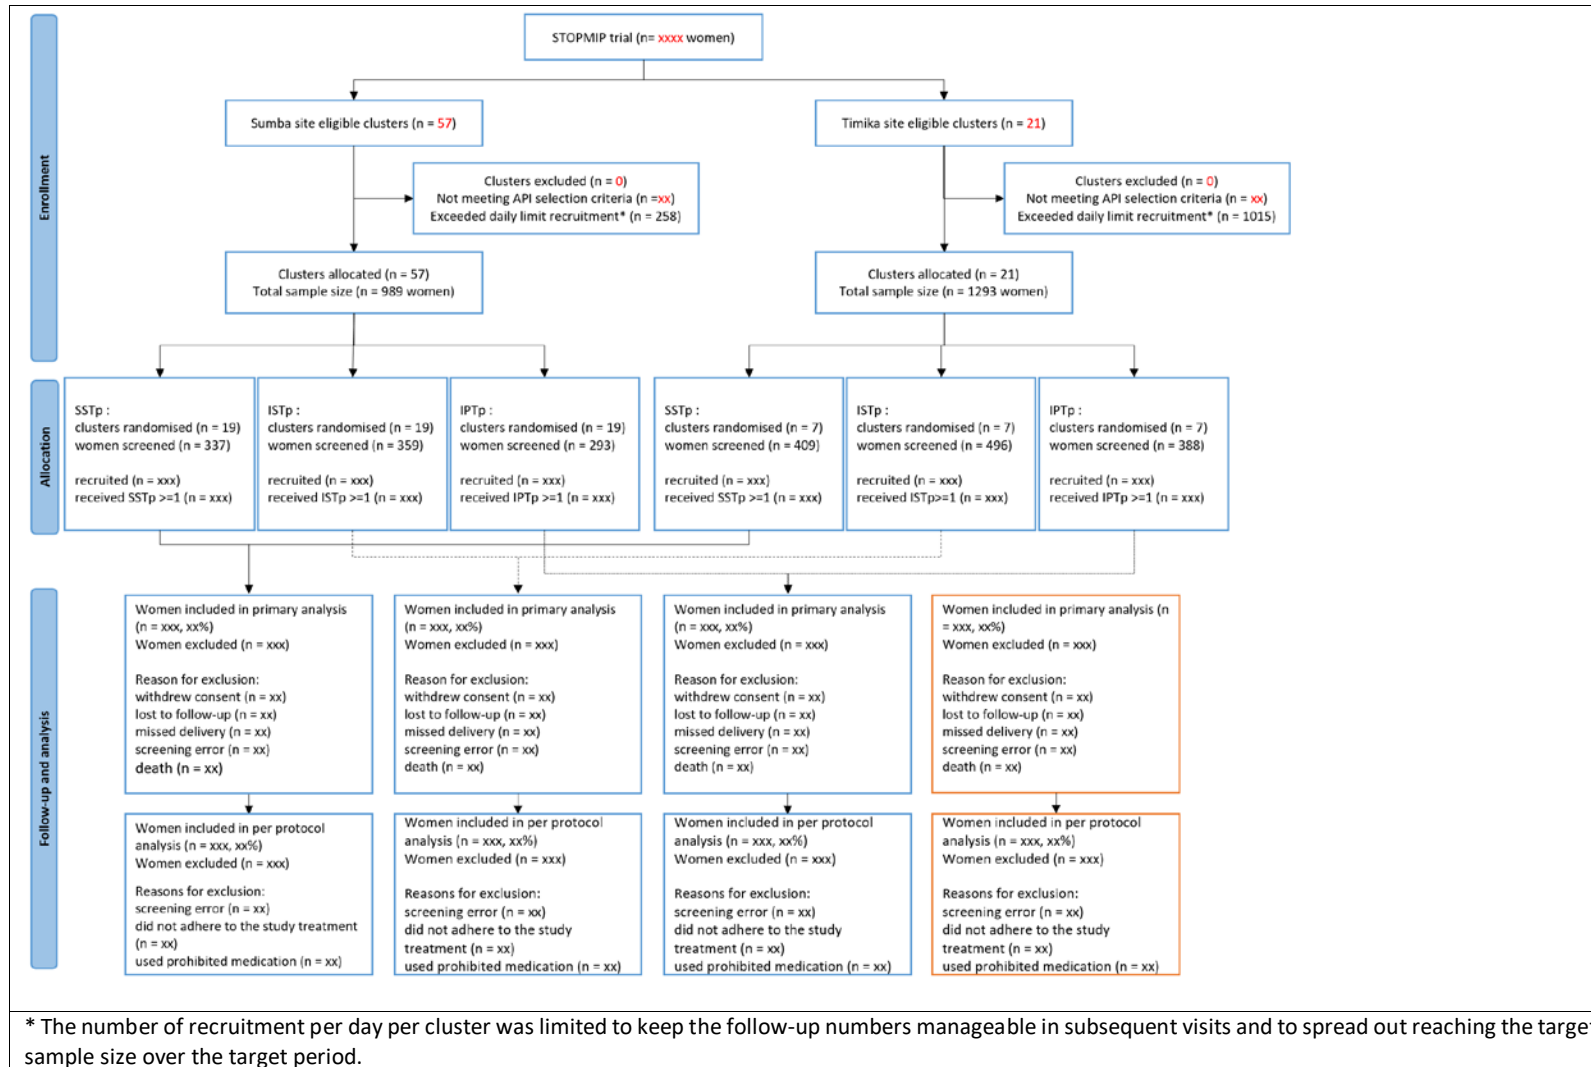 STOPMIP trial (n= xxxx women)
Enrollment
Sumba site eligible clusters (n = 57)
Timika site eligible clusters (n = 21)
Clusters excluded (n = 0)
Not meeting API selection criteria (n =xx)
Exceeded daily limit recruitment* (n = 258)
Clusters excluded (n = 0)
Not meeting API selection criteria (n = xx)
Exceeded daily limit recruitment* (n = 1015)
Clusters allocated (n = 57)
Total sample size (n = 989 women)
Clusters allocated (n = 21)
Total sample size (n = 1293 women)
Allocation
SSTp :
clusters randomised (n = 19)
women screened (n = 337)
recruited (n = xxx)
received SSTp >=1 (n = xxx)
ISTp :
clusters randomised (n = 19)
women screened (n = 359)
recruited (n = xxx)
received ISTp >=1 (n = xxx)
IPTp :
clusters randomised (n = 19)
women screened (n = 293)
recruited (n = xxx)
received IPTp >=1 (n = xxx)
SSTp :
clusters randomised (n = 7)
women screened (n = 409)
recruited (n = xxx)
received SSTp >=1 (n = xxx)
ISTp :
clusters randomised (n = 7)
women screened (n = 496)
recruited (n = xxx)
received ISTp>=1 (n = xxx)
IPTp :
clusters randomised (n = 7)
women screened (n = 388)
recruited (n = xxx)
received IPTp >=1 (n = xxx)
Follow-up and analysis
Women included in primary analysis
(n = xxx, xx%)
Women excluded (n = xxx)
Reason for exclusion:
withdrew consent (n = xx)
lost to follow-up (n = xx)
missed delivery (n = xx)
screening error (n = xx)
death (n = xx)
Women included in primary analysis
(n = xxx, xx%)
Women excluded (n = xxx)
Reason for exclusion:
withdrew consent (n = xx)
lost to follow-up (n = xx)
missed delivery (n = xx)
screening error (n = xx)
death (n = xx)
Women included in primary analysis
(n = xxx, xx%)
Women excluded (n = xxx)
Reason for exclusion:
withdrew consent (n = xx)
lost to follow-up (n = xx)
missed delivery (n = xx)
screening error (n = xx)
death (n = xx)
Women included in primary analysis (n
= xxx, xx%)
Women excluded (n = xxx)
Reason for exclusion:
withdrew consent (n = xx)
lost to follow-up (n = xx)
missed delivery (n = xx)
screening error (n = xx)
death (n = xx)
Women included in per protocol
analysis (n = xxx, xx%)
Women excluded (n = xxx)
Reasons for exclusion:
screening error (n = xx)
did not adhere to the study treatment
(n = xx)
used prohibited medication (n = xx)
Women included in per protocol
analysis (n = xxx, xx%)
Women excluded (n = xxx)
Reasons for exclusion:
screening error (n = xx)
did not adhere to the study
treatment (n = xx)
used prohibited medication (n = xx)
Women included in per protocol
analysis (n = xxx, xx%)
Women excluded (n = xxx)
Reasons for exclusion:
screening error (n = xx)
did not adhere to the study
treatment (n = xx)
used prohibited medication (n = xx)
Women included in per protocol
analysis (n = xxx, xx%)
Women excluded (n = xxx)
Reasons for exclusion:
screening error (n = xx)
did not adhere to the study
treatment (n = xx)
used prohibited medication (n = xx)
* The number of recruitment per day per cluster was limited to keep the follow-up numbers manageable in subsequent visits and to spread out reaching the target
sample size over the target period.